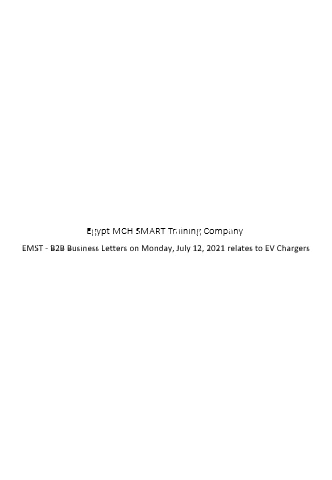 Egypt MCH SMART Training Company
EMST - B2B Business Letters on Monday, July 12, 2021 relates to EV Chargers